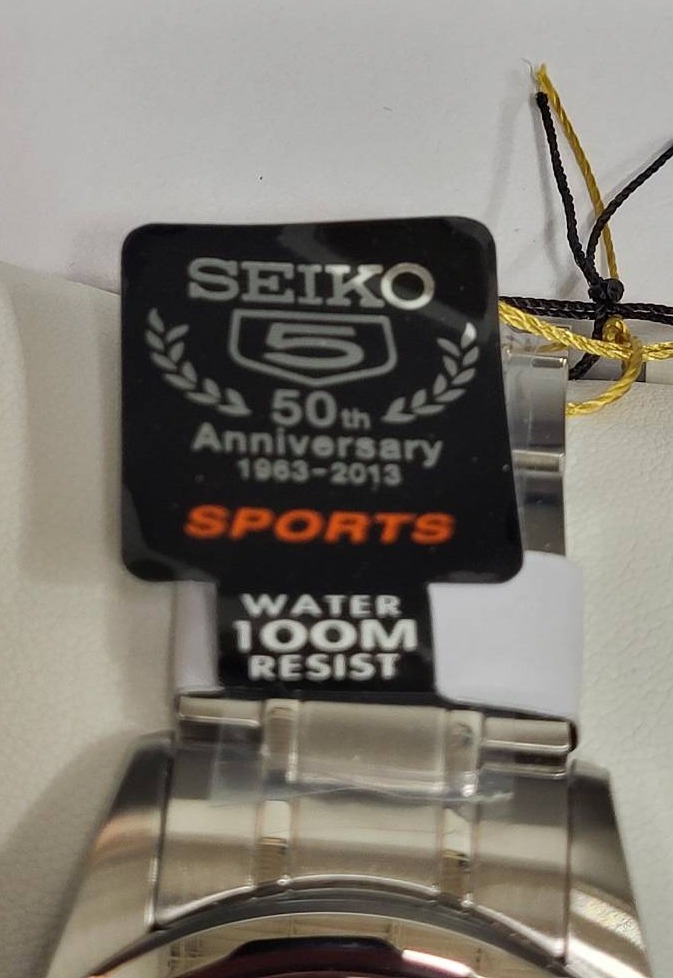 SEIKO
5
50th
Anniversary
1963-2013
SPORTS
WATER
100M
RESIST